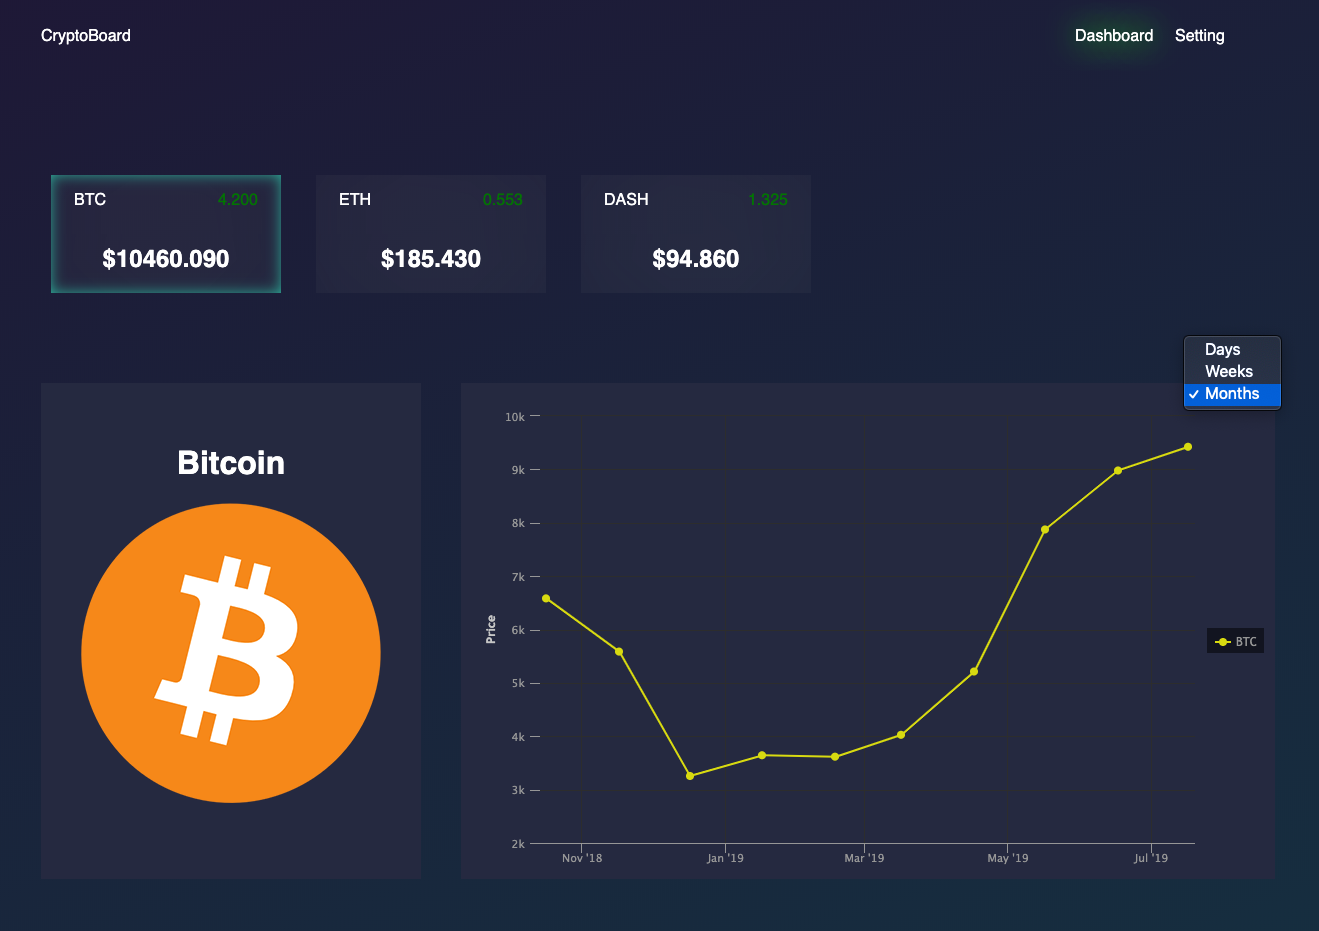 CryptoBoard
Dashboard Setting
BTC 4.200
$10460.090
ETH 0.553
$185.430
DASH 1.325
$94.860
Days
Weeks
✓ Months
Bitcoin
10k
9k
8k
7k
6k
5k
4k
3k
2k
Price
Nov '18 Jan '19 Mar '19 May '19 Jul '19
BTC